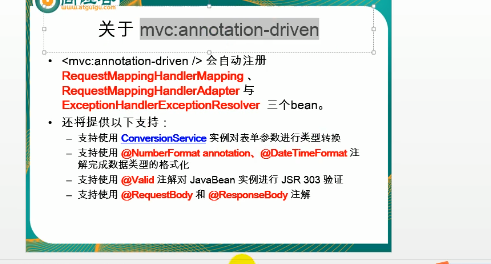 www.atguigu.com
关于 mvc:annotation-driven
• <mvc:annotation-driven /> 会自动注册
RequestMappingHandlerMapping 、
RequestMappingHandlerAdapter 与
ExceptionHandlerExceptionResolver 三个bean。
• 还将提供以下支持：
– 支持使用 ConversionService 实例对表单参数进行类型转换
– 支持使用 @NumberFormat annotation、@DateTimeFormat 注
解完成数据类型的格式化
– 支持使用 @Valid 注解对 JavaBean 实例进行 JSR 303 验证
– 支持使用 @RequestBody 和 @ResponseBody 注解